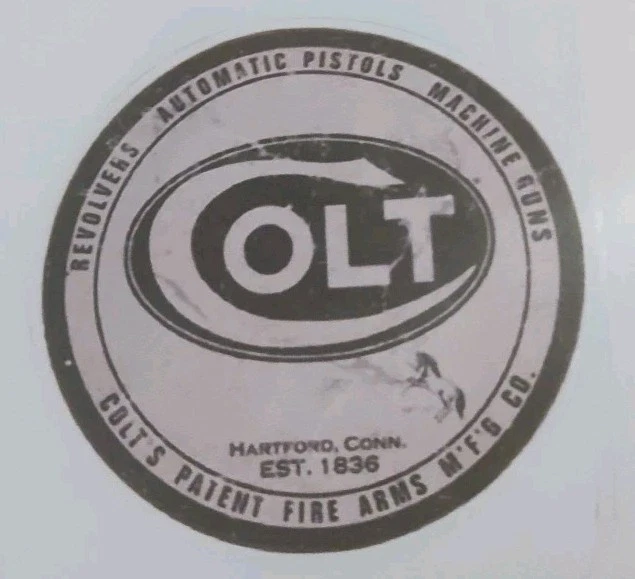 REVOLVERS AUTOMATIC PISTOLS MACHINE GUNS
COLT
HARTFORD, CONN.
EST. 1836
COLT'S PATENT FIRE ARMS M'F'G CO.